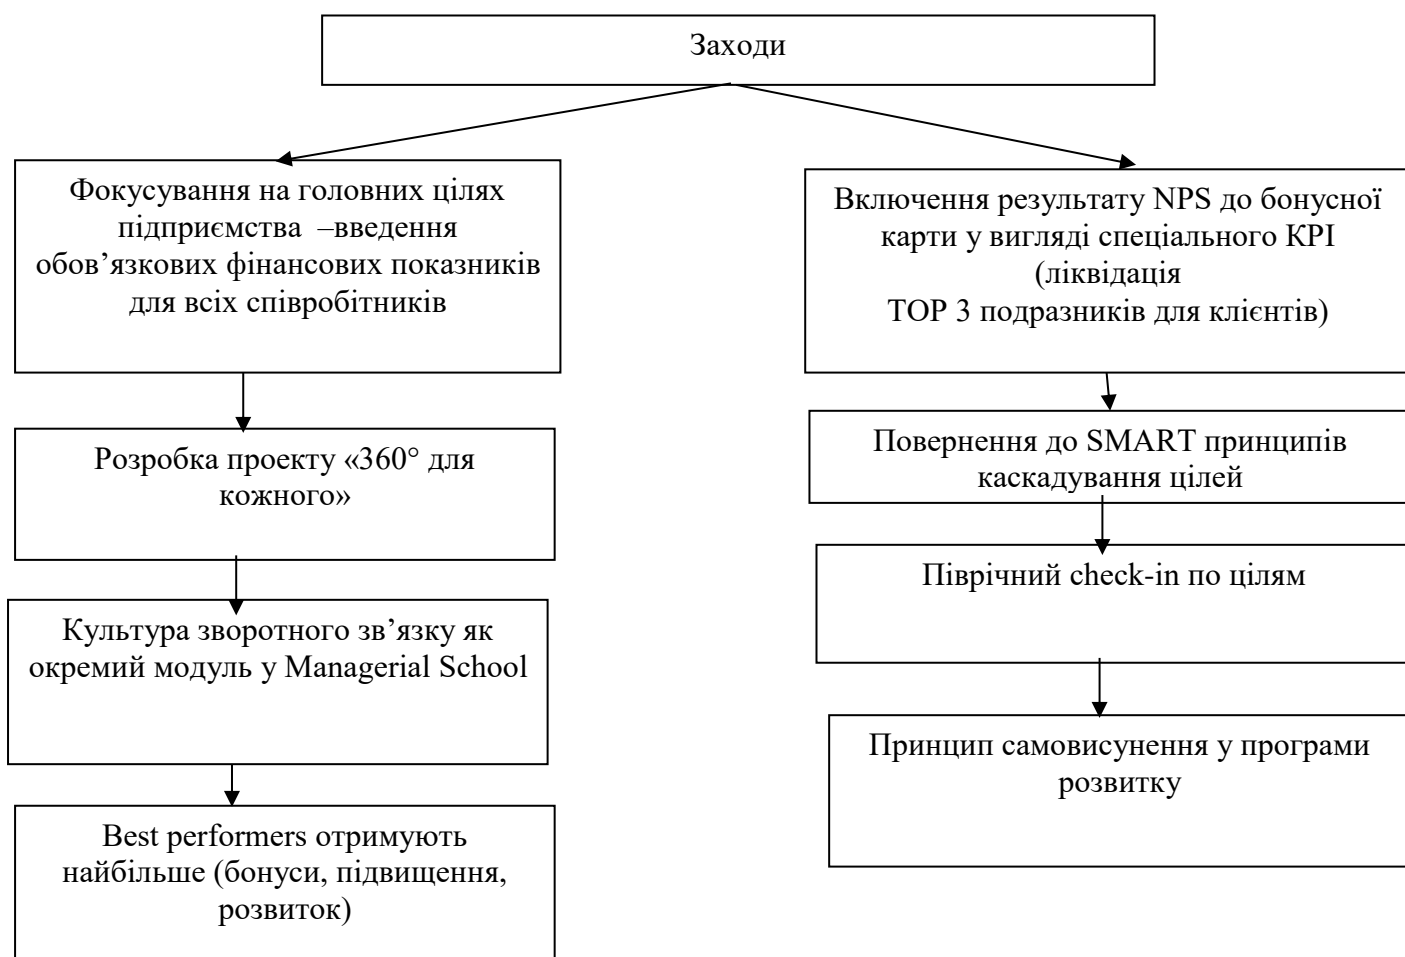 Заходи
Фокусування на головних цілях
підприємства –введення
обов’язкових фінансових показників
для всіх співробітників
Розробка проекту «360° для
кожного»
Культура зворотного зв’язку як
окремий модуль у Managerial School
Best performers отримують
найбільше (бонуси, підвищення,
розвиток)
Включення результату NPS до бонусної
карти у вигляді спеціального КРІ
(ліквідація
ТОР 3 подразників для клієнтів)
Повернення до SMART принципів
каскадування цілей
Піврічний check-in по цілям
Принцип самовисунення у програми
розвитку